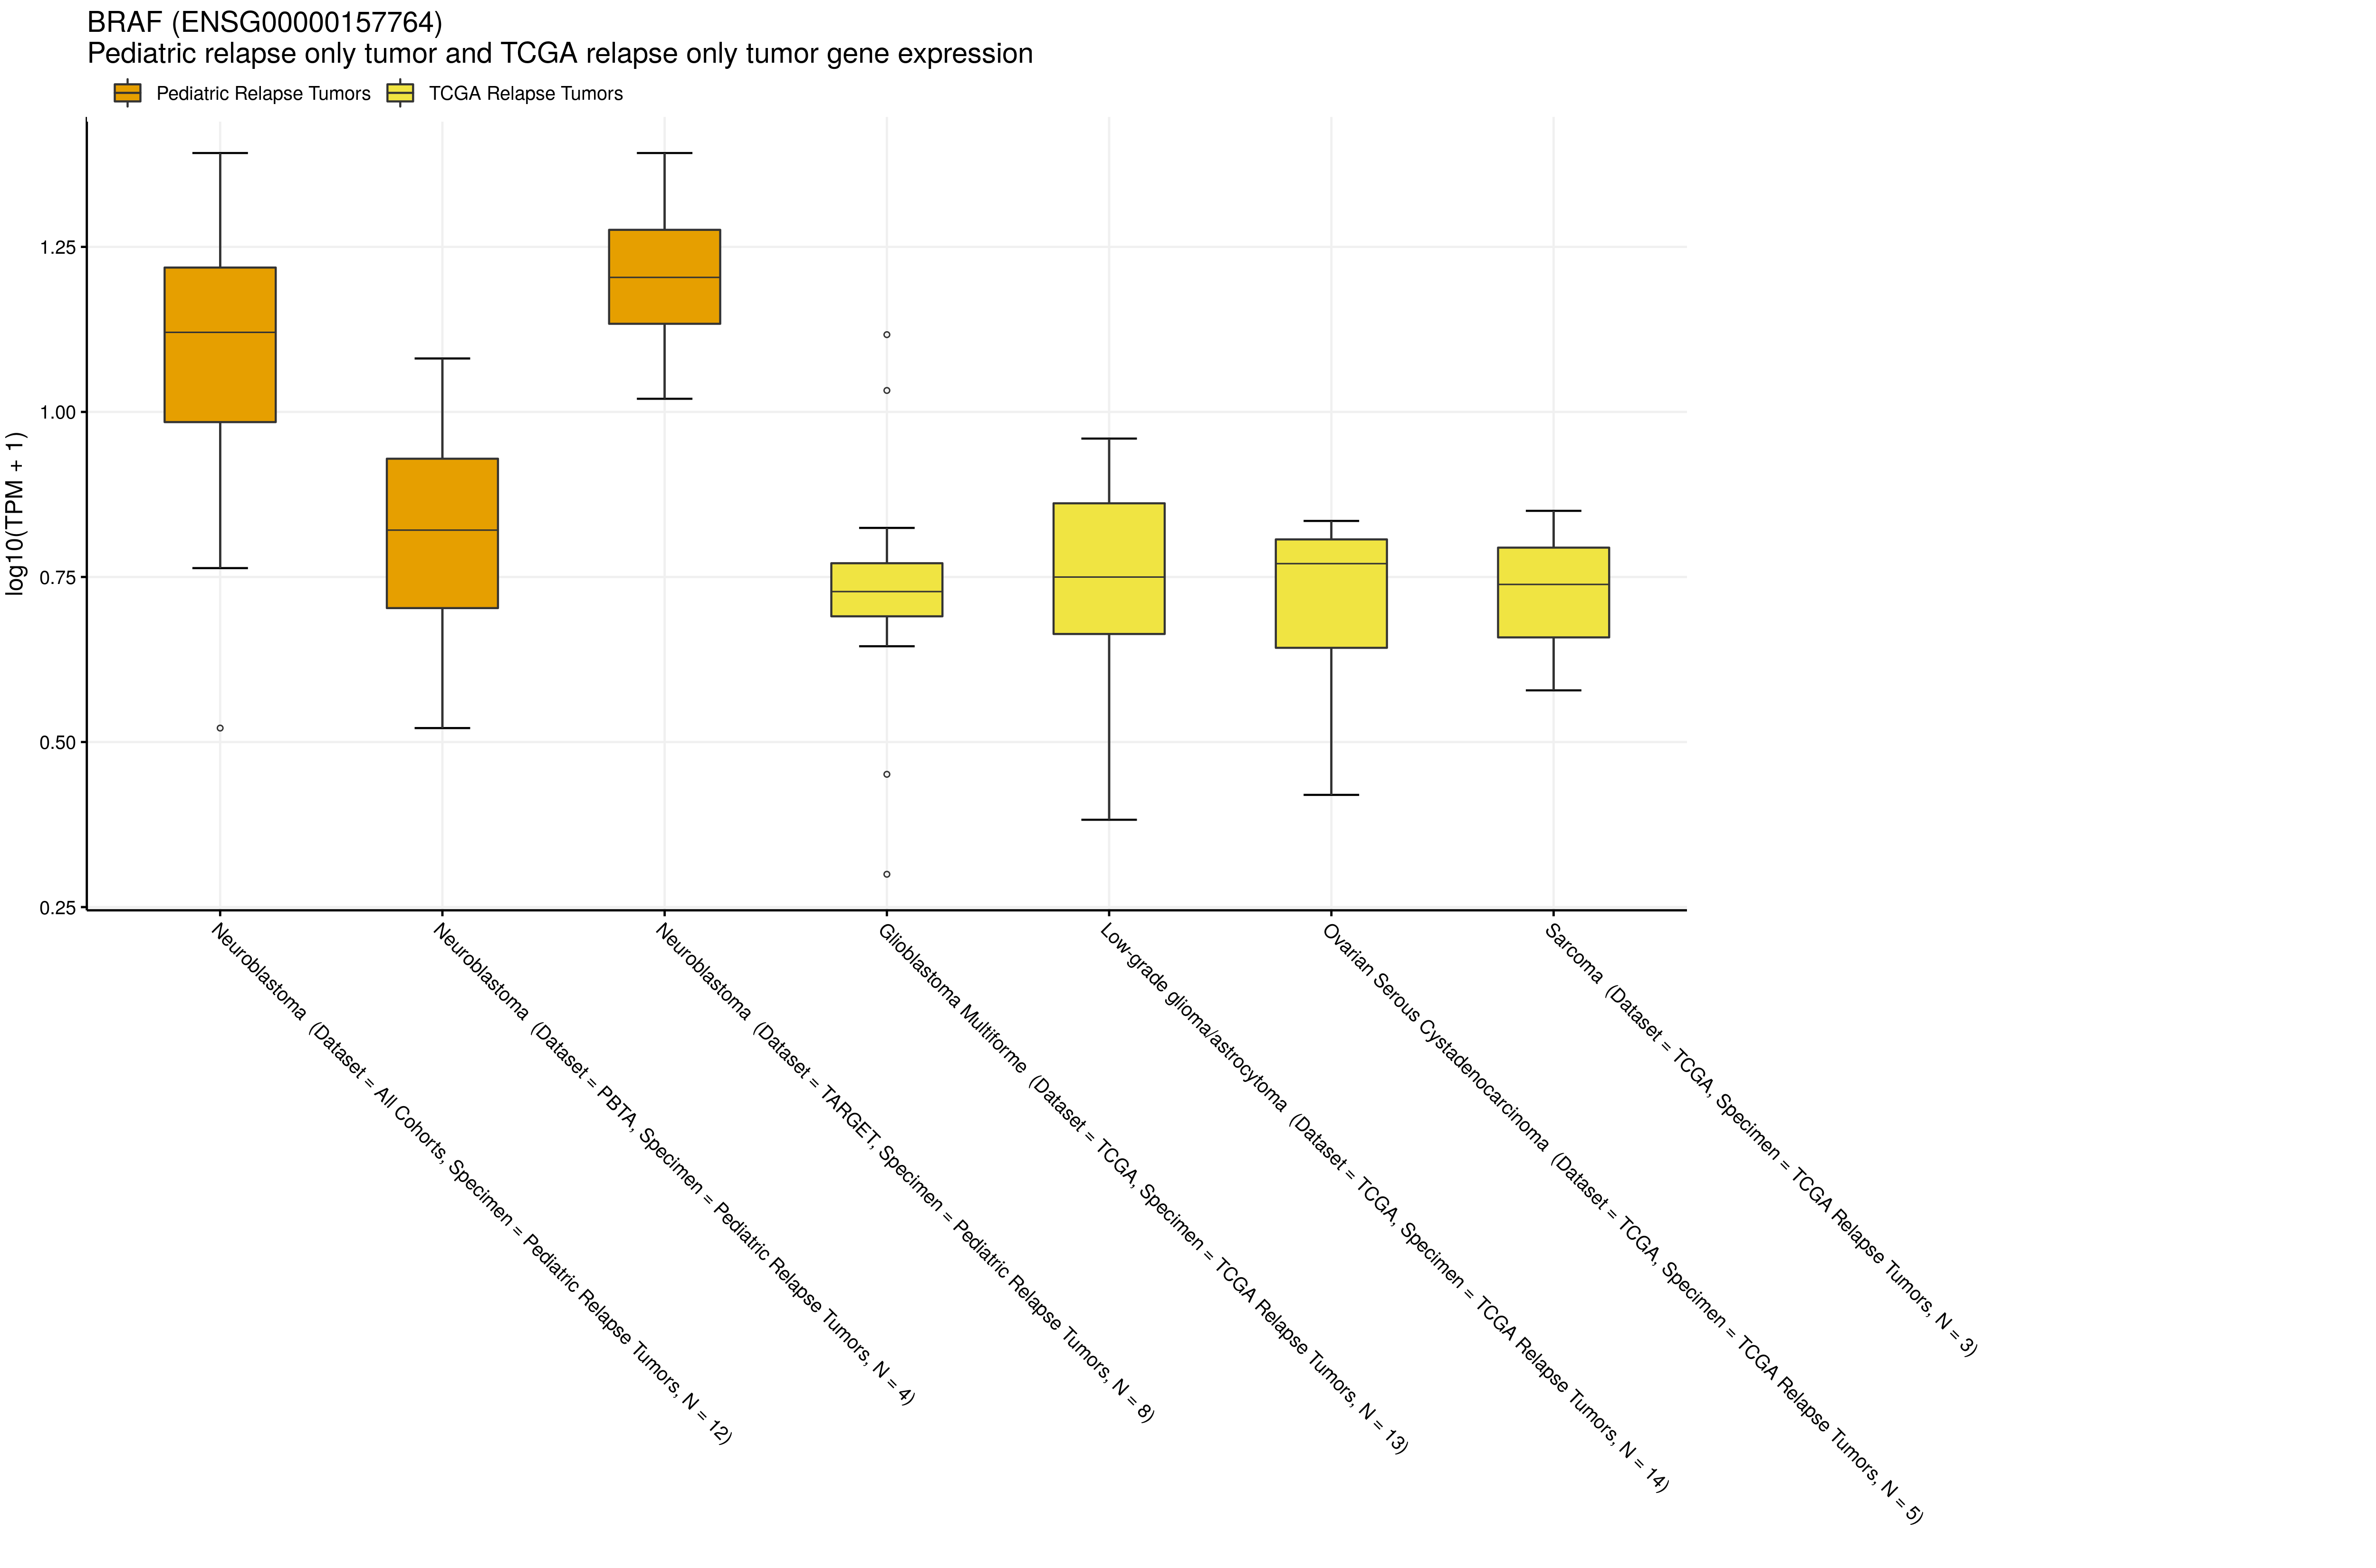 BRAF (ENSG00000157764)
Pediatric relapse only tumor and TCGA relapse only tumor gene expression
Pediatric Relapse Tumors
TCGA Relapse Tumors
log10(TPM + 1)
1.25
1.00
0.75
0.50
0.25
Neuroblastoma (Dataset = All Cohorts, Specimen = Pediatric Relapse Tumors, N = 12)
Neuroblastoma (Dataset = PBTA, Specimen = Pediatric Relapse Tumors, N = 4)
Neuroblastoma (Dataset = TARGET, Specimen = Pediatric Relapse Tumors, N = 8)
Glioblastoma Multiforme (Dataset = TCGA, Specimen = TCGA Relapse Tumors, N = 13)
Low-grade glioma/astrocytoma (Dataset = TCGA, Specimen = TCGA Relapse Tumors, N = 14)
Ovarian Serous Cystadenocarcinoma (Dataset = TCGA, Specimen = TCGA Relapse Tumors, N = 5)
Sarcoma (Dataset = TCGA, Specimen = TCGA Relapse Tumors, N = 3)